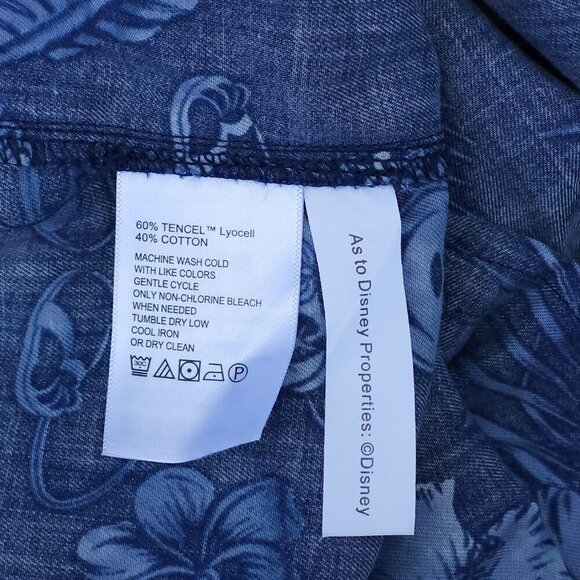 60% TENCEL™ Lyocell
40% COTTON
MACHINE WASH COLD
WITH LIKE COLORS
GENTLE CYCLE
ONLY NON-CHLORINE BLEACH
WHEN NEEDED
TUMBLE DRY LOW
COOL IRON
OR DRY CLEAN
30C
P
As to Disney Properties: ©Disney